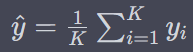 ŷ = 1/K ∑_{i=1}^{K} y_i